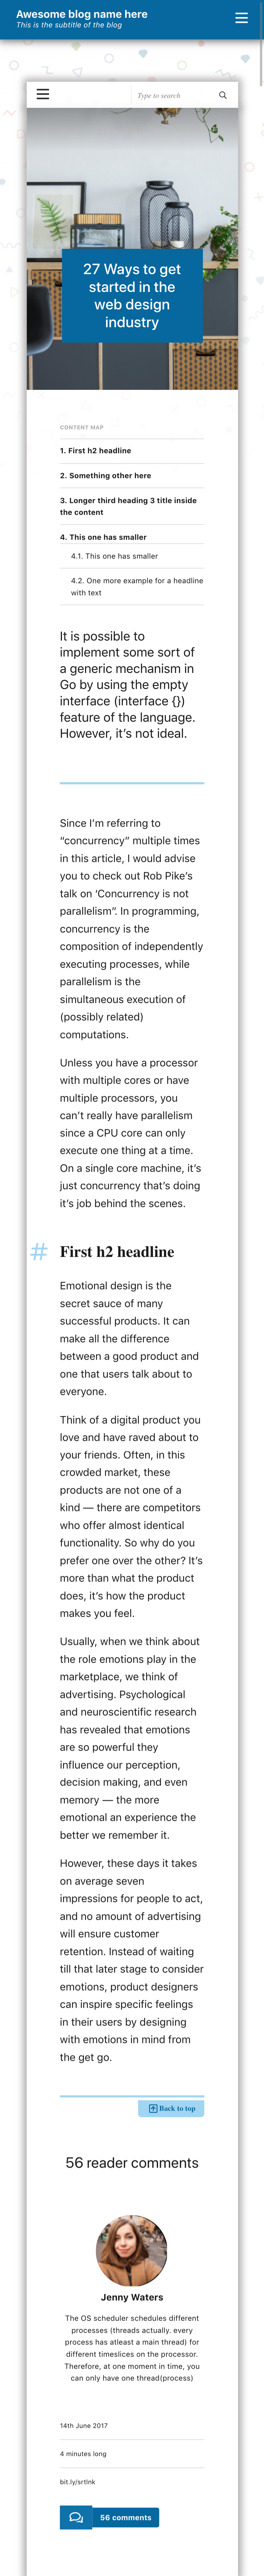 Awesome blog name here
This is the subtitle of the blog
Type to search
27 Ways to get
started in the
web design
industry
CONTENT MAP
1. First h2 headline
2. Something other here
3. Longer third heading 3 title inside
the content
4. This one has smaller
4.1. This one has smaller
4.2. One more example for a headline
with text
It is possible to
implement some sort of
a generic mechanism in
Go by using the empty
interface (interface {})
feature of the language.
However, it's not ideal.
Since I'm referring to
“concurrency” multiple times
in this article, I would advise
you to check out Rob Pike's
talk on ‘Concurrency is not
parallelism”. In programming,
concurrency is the
composition of independently
executing processes, while
parallelism is the
simultaneous execution of
(possibly related)
computations.
Unless you have a processor
with multiple cores or have
multiple processors, you
can't really have parallelism
since a CPU core can only
execute one thing at a time.
On a single core machine, it's
just concurrency that's doing
it's job behind the scenes.
# First h2 headline
Emotional design is the
secret sauce of many
successful products. It can
make all the difference
between a good product and
one that users talk about to
everyone.
Think of a digital product you
love and have raved about to
your friends. Often, in this
crowded market, these
products are not one of a
kind — there are competitors
who offer almost identical
functionality. So why do you
prefer one over the other? It's
more than what the product
does, it's how the product
makes you feel.
Usually, when we think about
the role emotions play in the
marketplace, we think of
advertising. Psychological
and neuroscientific research
has revealed that emotions
are so powerful they
influence our perception,
decision making, and even
memory — the more
emotional an experience the
better we remember it.
However, these days it takes
on average seven
impressions for people to act,
and no amount of advertising
will ensure customer
retention. Instead of waiting
till that later stage to consider
emotions, product designers
can inspire specific feelings
in their users by designing
with emotions in mind from
the get go.
Back to top
56 reader comments
Jenny Waters
The OS scheduler schedules different
processes (threads actually. every
process has atleast a main thread) for
different timeslices on the processor.
Therefore, at one moment in time, you
can only have one thread(process)
14th June 2017
4 minutes long
bit.ly/srtlnk
56 comments